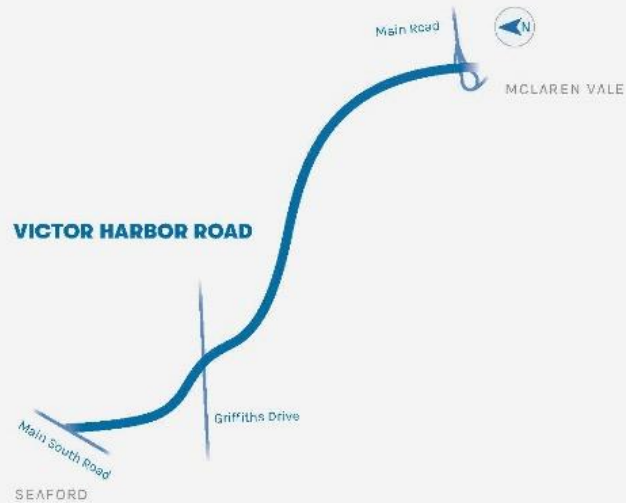 Main Road
N
MCLAREN VALE
VICTOR HARBOR ROAD
Griffiths Drive
Main South Road
SEAFORD